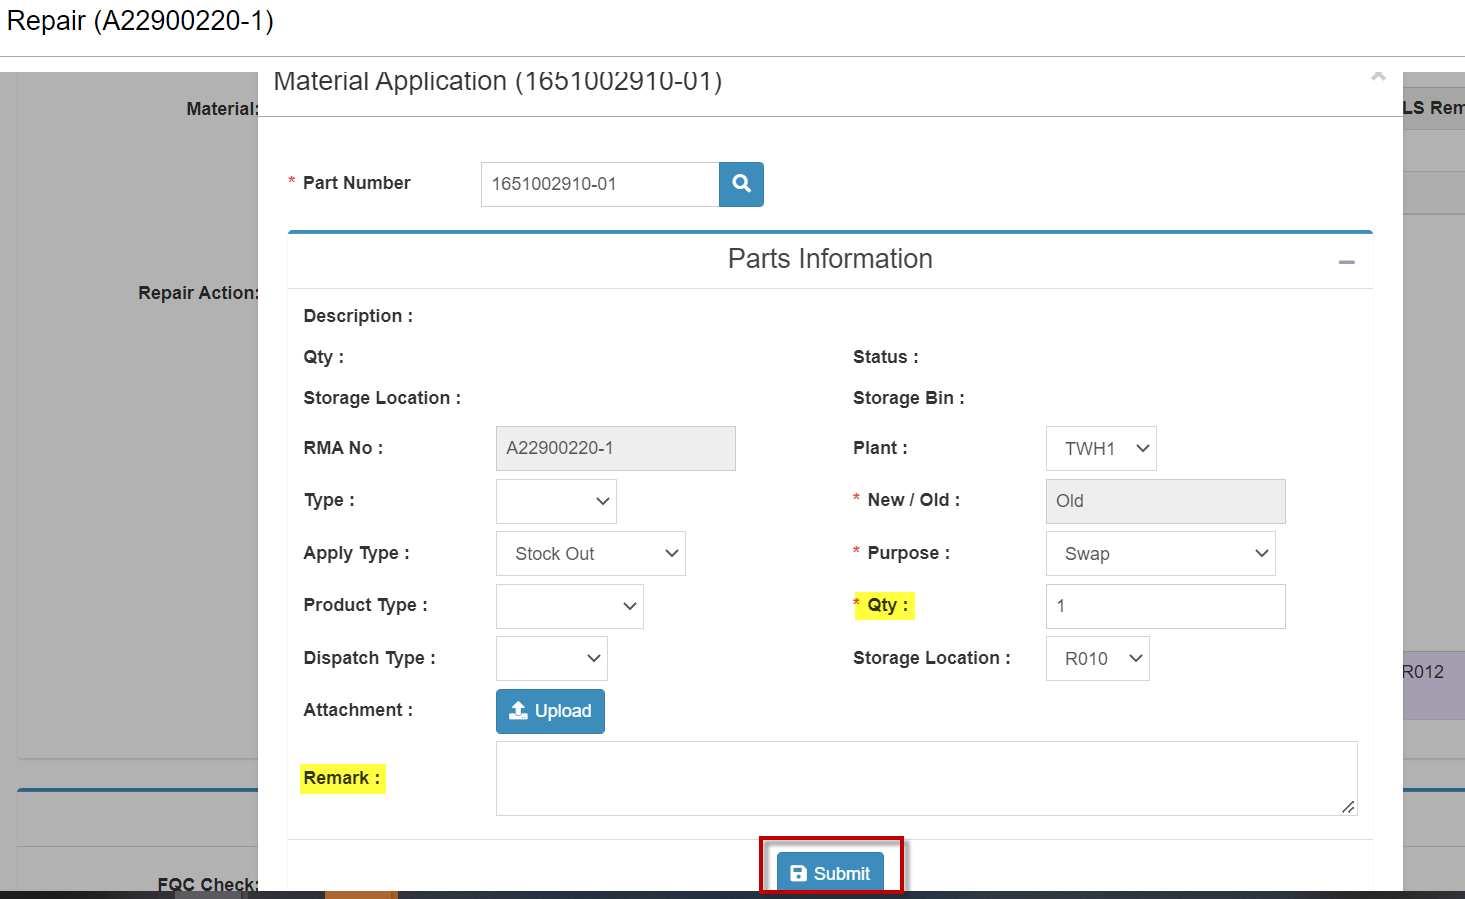 Repair (A22900220-1)
Material Application (1651002910-01)
Material:
LS Rem
* Part Number 1651002910-01
Parts Information
Repair Action:
Description :
Qty : Status :
Storage Location : Storage Bin :
RMA No : A22900220-1 Plant : TWH1
Type : * New / Old : Old
Apply Type : Stock Out * Purpose : Swap
Product Type : * Qty : 1
Dispatch Type : Storage Location : R010
R012
Attachment : Upload
Remark :
Submit
FQC Check: